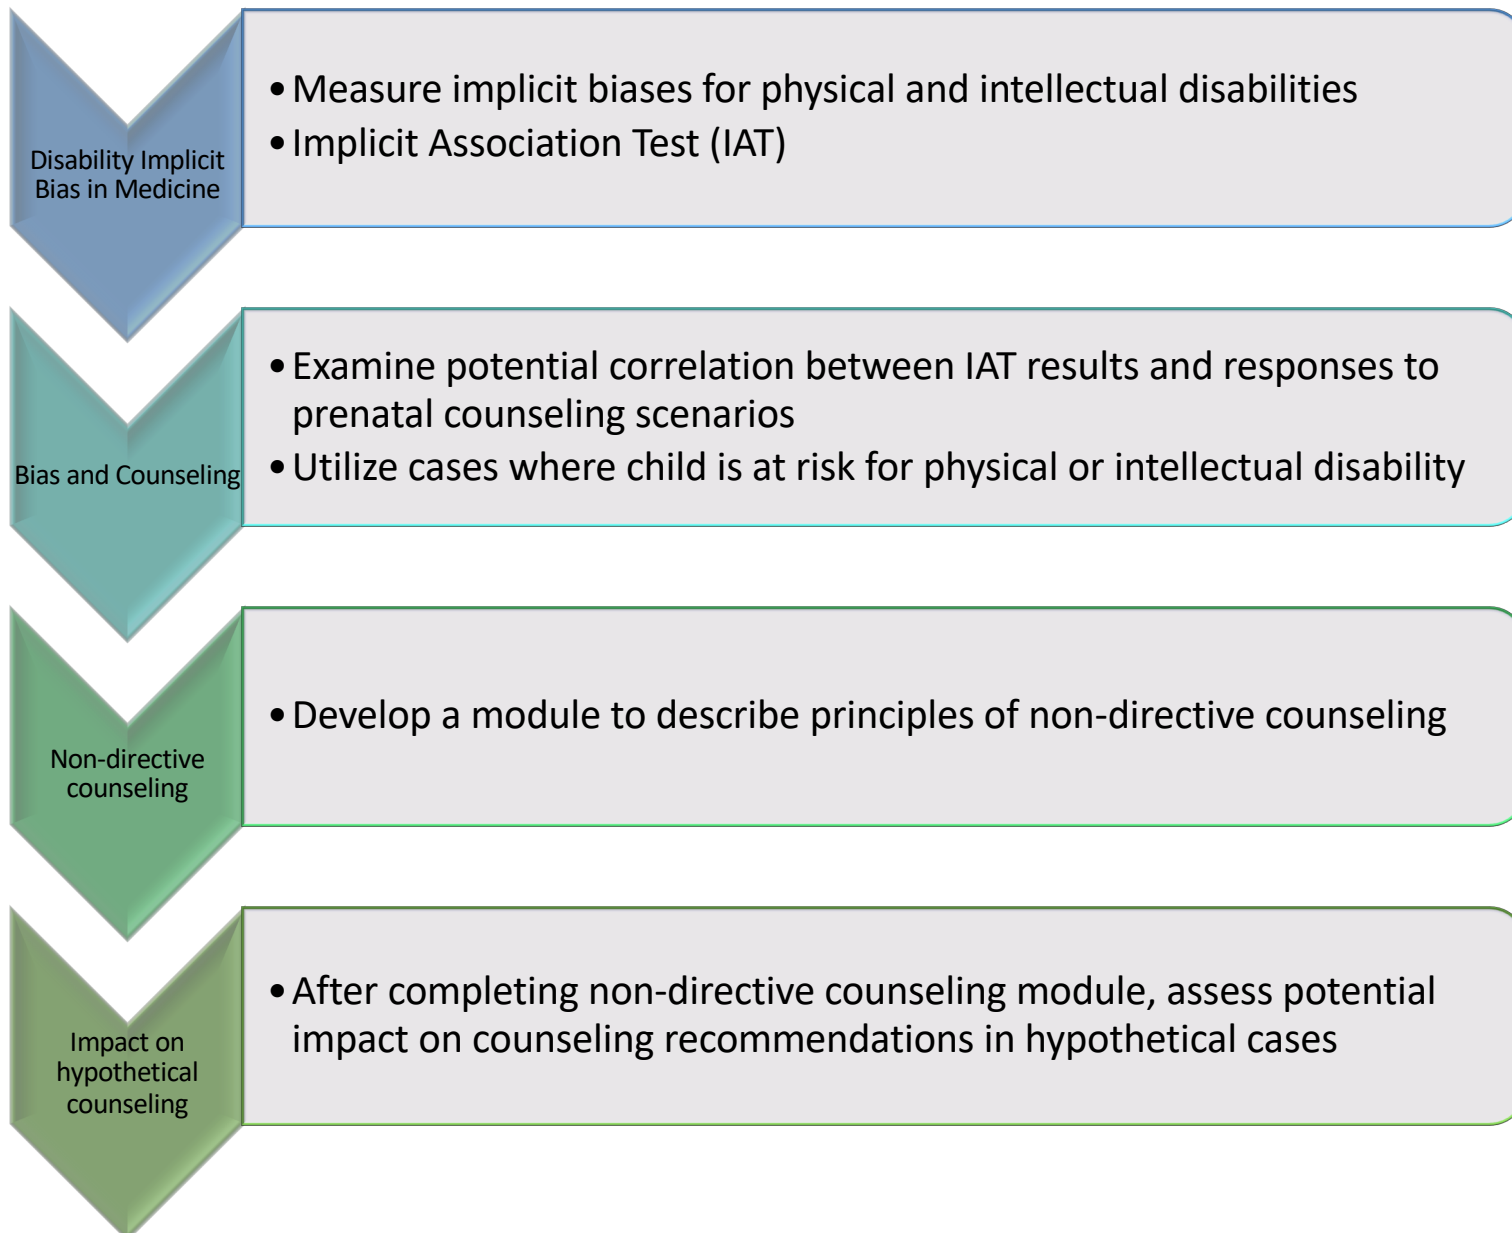 Disability Implicit
Bias in Medicine
• Measure implicit biases for physical and intellectual disabilities
• Implicit Association Test (IAT)
Bias and Counseling
• Examine potential correlation between IAT results and responses to
prenatal counseling scenarios
• Utilize cases where child is at risk for physical or intellectual disability
Non-directive
counseling
• Develop a module to describe principles of non-directive counseling
Impact on
hypothetical
counseling
• After completing non-directive counseling module, assess potential
impact on counseling recommendations in hypothetical cases